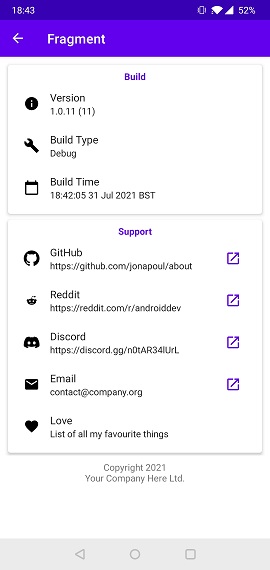 18:43
52%
Fragment
Build
Version
1.0.11 (11)
Build Type
Debug
Build Time
18:42:05 31 Jul 2021 BST
Support
GitHub
https://github.com/jonapoul/about
Reddit
https://reddit.com/r/androiddev
Discord
https://discord.gg/n0tAR34lUrL
Email
contact@company.org
Love
List of all my favourite things
Copyright 2021
Your Company Here Ltd.